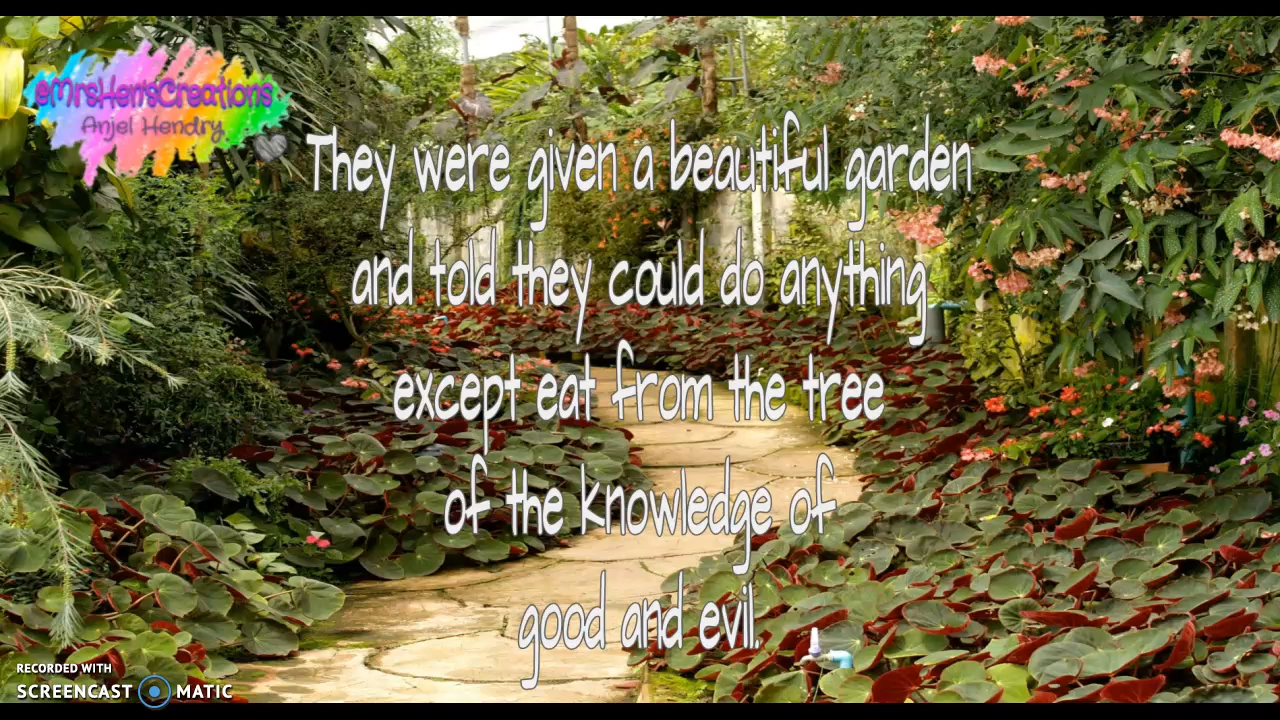 @MrsHen'sCreations
Anjel Hendry
They were given a beautiful garden
and told they could do anything
except eat from the tree
of the knowledge of
good and evil.
RECORDED WITH
SCREENCAST MATIC